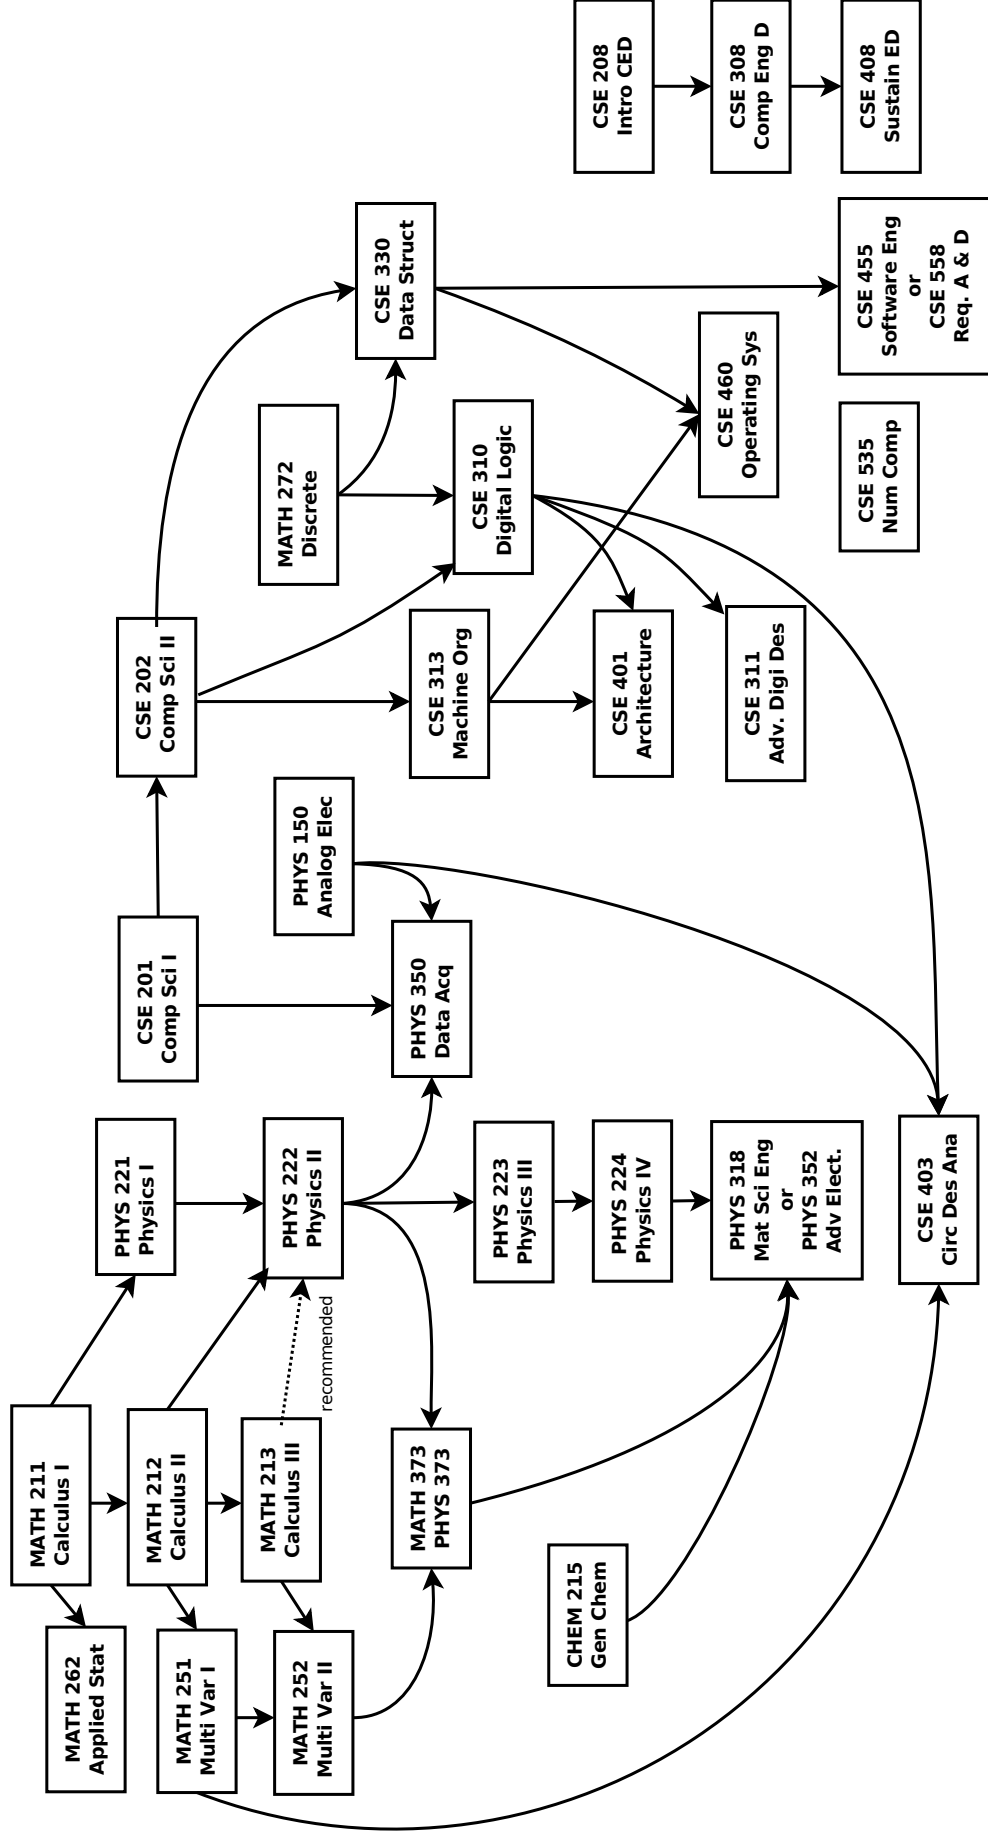 MATH 211
Calculus I
MATH 262
Applied Stat
MATH 212
Calculus II
MATH 251
Multi Var I
MATH 213
Calculus III
MATH 252
Multi Var II
recommended
PHYS 221
Physics I
PHYS 222
Physics II
MATH 373
PHYS 373
CHEM 215
Gen Chem
PHYS 223
Physics III
PHYS 224
Physics IV
PHYS 318
Mat Sci Eng
or
PHYS 352
Adv Elect.
CSE 403
Circ Des Ana
CSE 201
Comp Sci I
PHYS 350
Data Acq
PHYS 150
Analog Elec
CSE 202
Comp Sci II
MATH 272
Discrete
CSE 313
Machine Org
CSE 310
Digital Logic
CSE 330
Data Struct
CSE 401
Architecture
CSE 311
Adv. Digi Des
CSE 460
Operating Sys
CSE 535
Num Comp
CSE 455
Software Eng
or
CSE 558
Req. A & D
CSE 208
Intro CED
CSE 308
Comp Eng D
CSE 408
Sustain ED